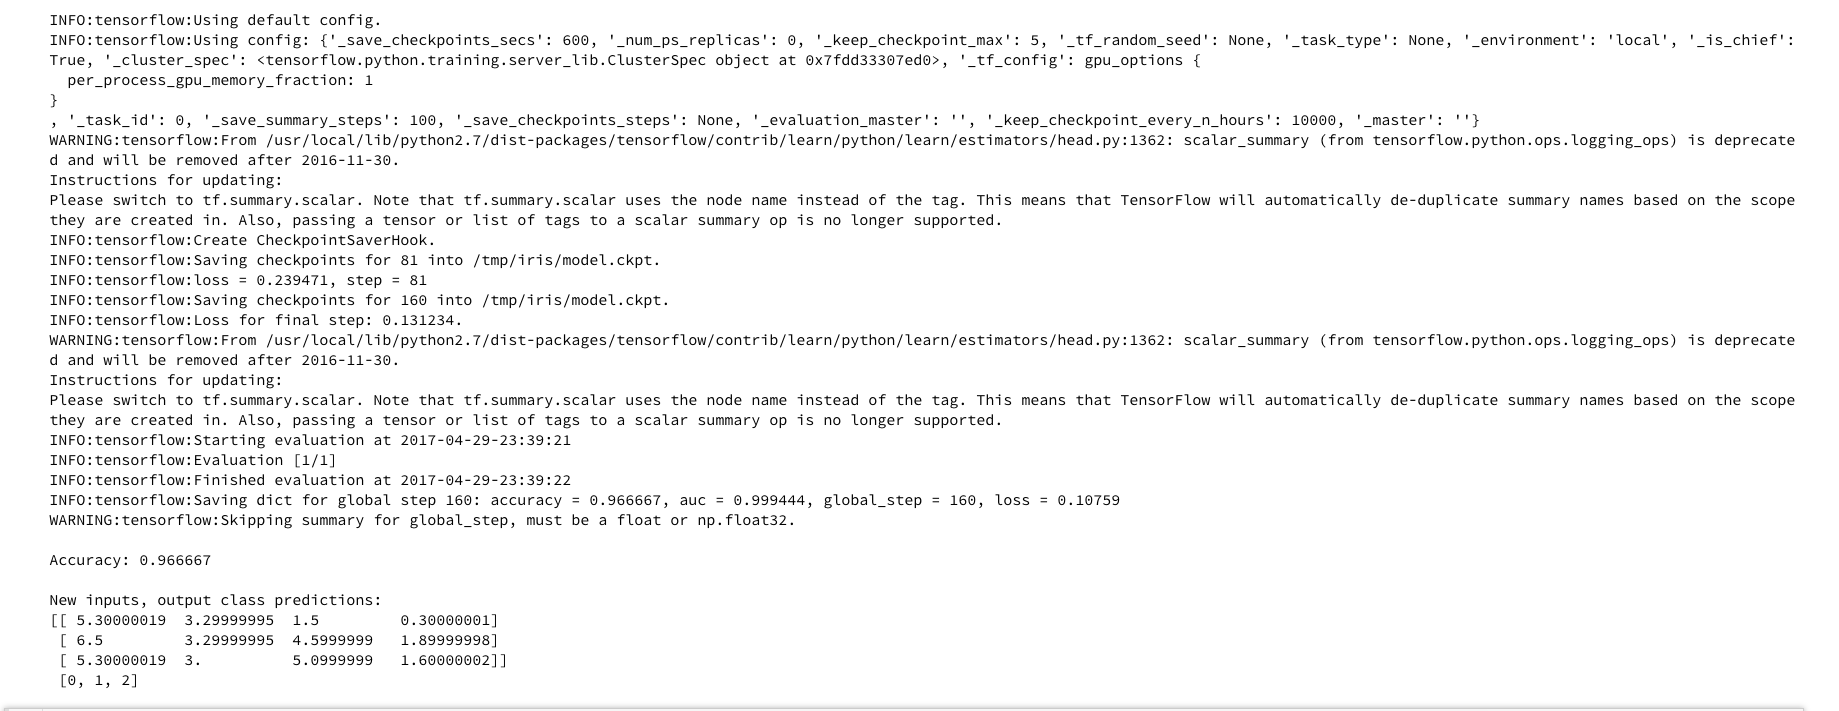 INFO:tensorflow:Using default config.
INFO:tensorflow:Using config: {'_save_checkpoints_secs': 600, '_num_ps_replicas': 0, '_keep_checkpoint_max': 5, '_tf_random_seed': None, '_task_type': None, '_environment': 'local', '_is_chief':
True, '_cluster_spec': <tensorflow.python.training.server_lib.ClusterSpec object at 0x7fdd33307ed0>, '_tf_config': gpu_options {
  per_process_gpu_memory_fraction: 1
}
, '_task_id': 0, '_save_summary_steps': 100, '_save_checkpoints_steps': None, '_evaluation_master': '', '_keep_checkpoint_every_n_hours': 10000, '_master': ''}
WARNING:tensorflow:From /usr/local/lib/python2.7/dist-packages/tensorflow/contrib/learn/python/learn/estimators/head.py:1362: scalar_summary (from tensorflow.python.ops.logging_ops) is deprecate
d and will be removed after 2016-11-30.
Instructions for updating:
Please switch to tf.summary.scalar. Note that tf.summary.scalar uses the node name instead of the tag. This means that TensorFlow will automatically de-duplicate summary names based on the scope
they are created in. Also, passing a tensor or list of tags to a scalar summary op is no longer supported.
INFO:tensorflow:Create CheckpointSaverHook.
INFO:tensorflow:Saving checkpoints for 81 into /tmp/iris/model.ckpt.
INFO:tensorflow:loss = 0.239471, step = 81
INFO:tensorflow:Saving checkpoints for 160 into /tmp/iris/model.ckpt.
INFO:tensorflow:Loss for final step: 0.131234.
WARNING:tensorflow:From /usr/local/lib/python2.7/dist-packages/tensorflow/contrib/learn/python/learn/estimators/head.py:1362: scalar_summary (from tensorflow.python.ops.logging_ops) is deprecate
d and will be removed after 2016-11-30.
Instructions for updating:
Please switch to tf.summary.scalar. Note that tf.summary.scalar uses the node name instead of the tag. This means that TensorFlow will automatically de-duplicate summary names based on the scope
they are created in. Also, passing a tensor or list of tags to a scalar summary op is no longer supported.
INFO:tensorflow:Starting evaluation at 2017-04-29-23:39:21
INFO:tensorflow:Evaluation [1/1]
INFO:tensorflow:Finished evaluation at 2017-04-29-23:39:22
INFO:tensorflow:Saving dict for global step 160: accuracy = 0.966667, auc = 0.999444, global_step = 160, loss = 0.10759
WARNING:tensorflow:Skipping summary for global_step, must be a float or np.float32.

Accuracy: 0.966667

New inputs, output class predictions:
[[ 5.30000019  3.29999995  1.5         0.30000001]
 [ 6.5         3.29999995  4.5999999   1.89999998]
 [ 5.30000019  3.          5.0999999   1.60000002]]
 [0, 1, 2]